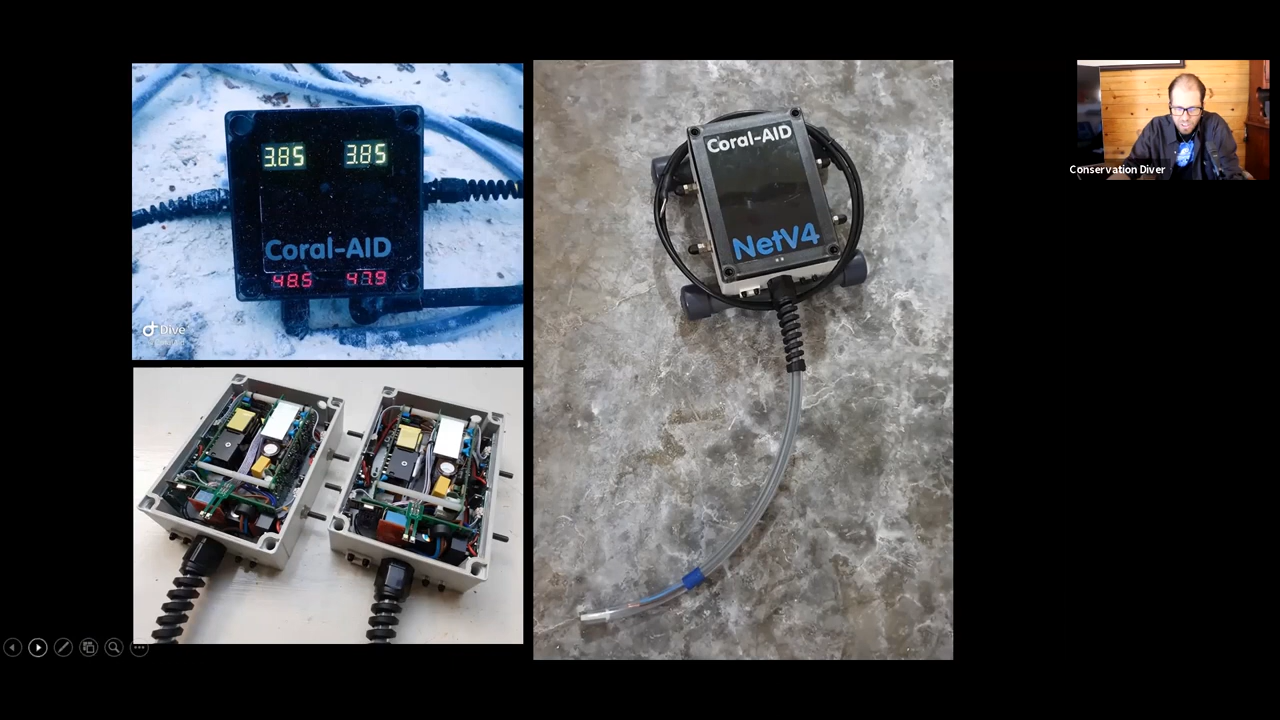 3.85 3.85
Coral-AID
48.5 47.9
Dive
Coral-AID
NetV4
Conservation Diver